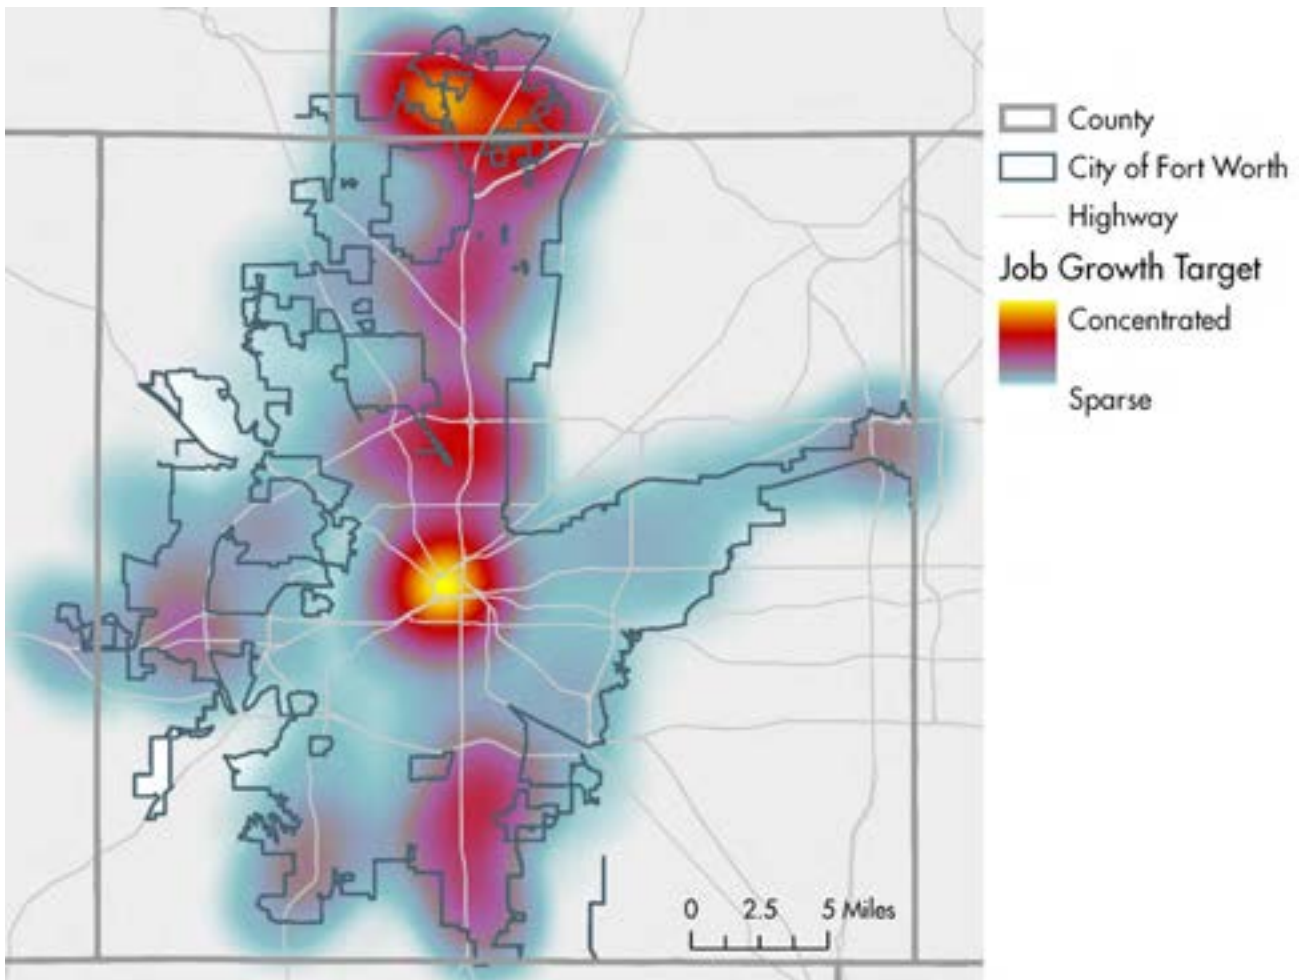 County
City of Fort Worth
Highway
Job Growth Target
Concentrated
Sparse
0 2.5 5 Miles